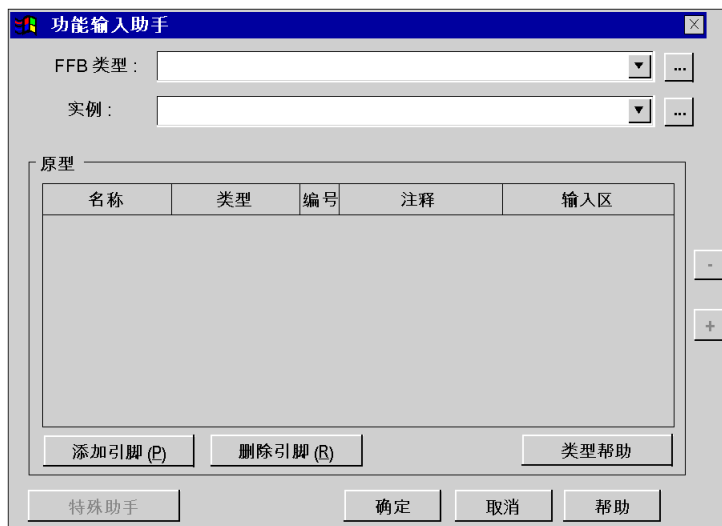 功能输入助手
FFB 类型 :
...
实例 :
...
原型
名称 类型 编号 注释 输入区
-
+
添加引脚 (P) 删除引脚 (R) 类型帮助
特殊助手 确定 取消 帮助